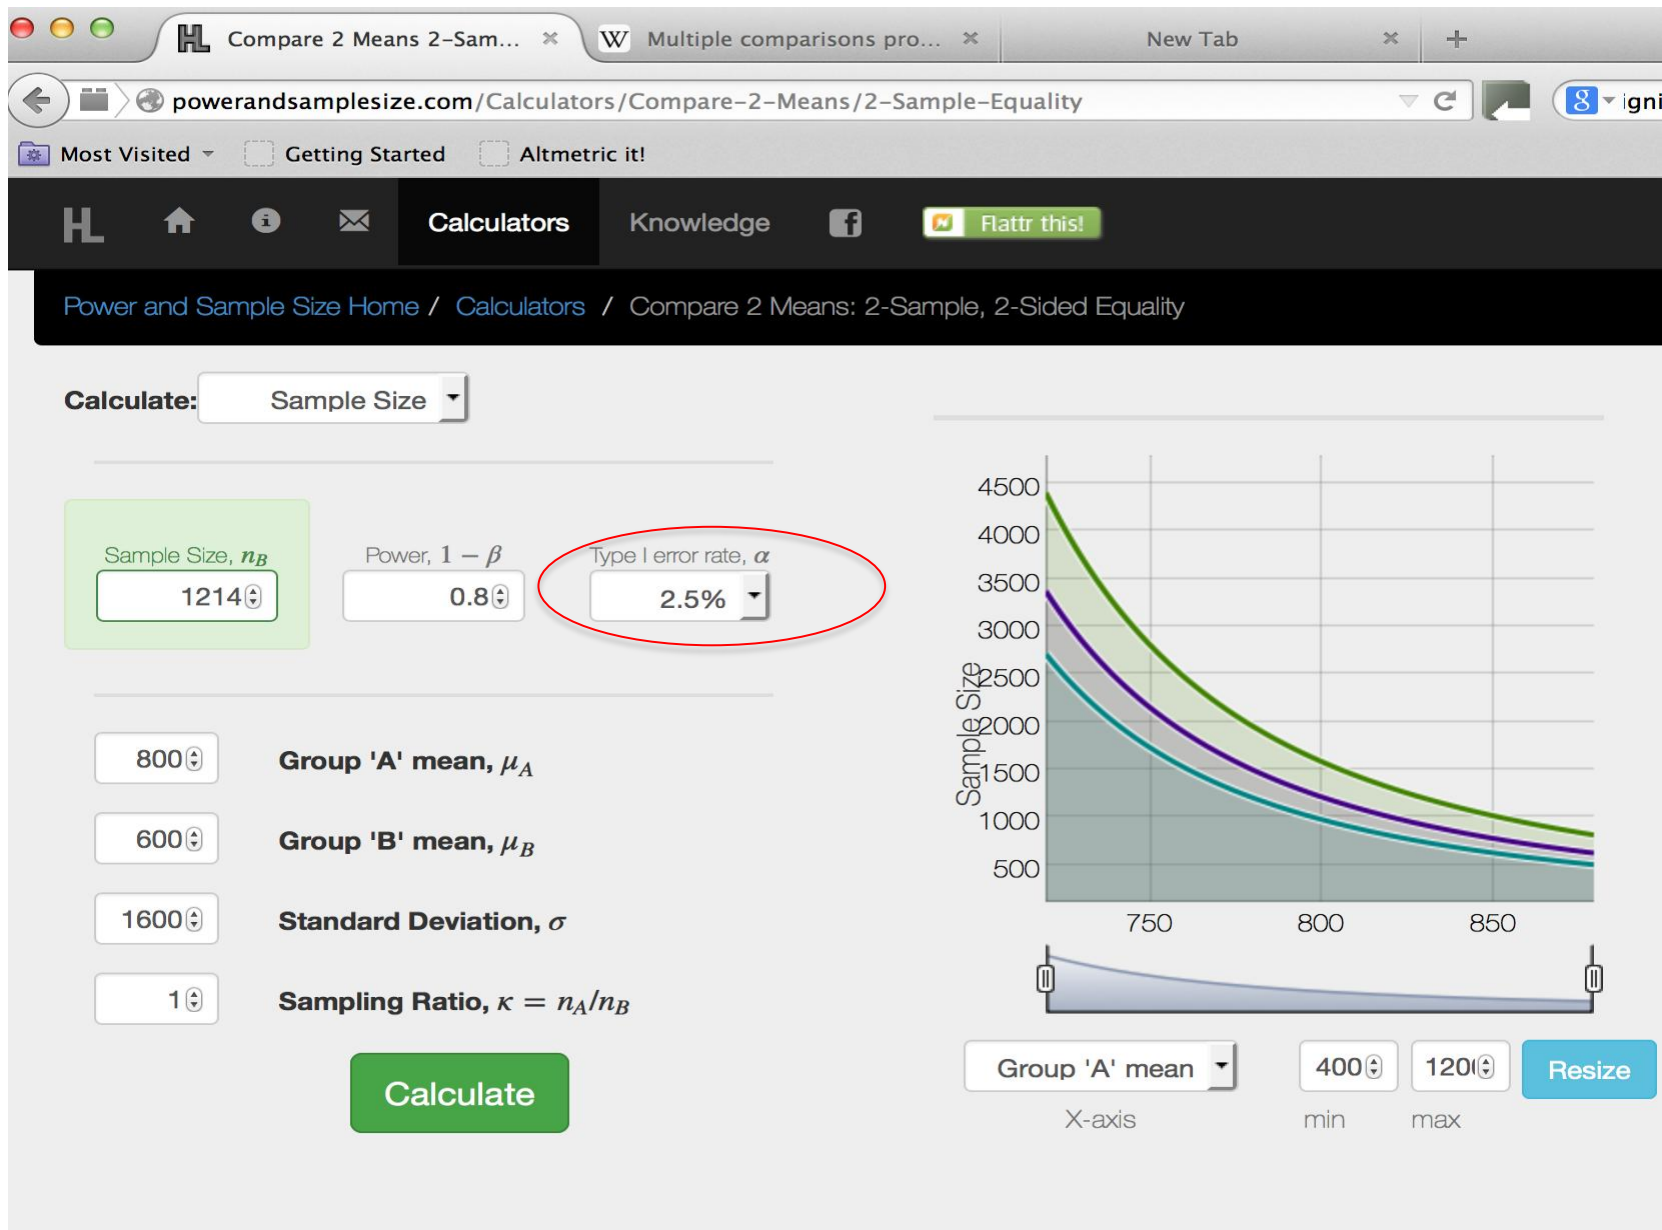 Compare 2 Means 2-Sam...
W Multiple comparisons pro...
New Tab
powerandsamplesize.com/Calculators/Compare-2-Means/2-Sample-Equality
8 igni
Most Visited
Getting Started
Altmetric it!
HL
Calculators
Knowledge
Flattr this!
Power and Sample Size Home / Calculators / Compare 2 Means: 2-Sample, 2-Sided Equality
Calculate: Sample Size
Sample Size, nB
1214
Power, 1 − β
0.8
Type I error rate, α
2.5%
800 Group 'A' mean, μA
600 Group 'B' mean, μB
1600 Standard Deviation, σ
1 Sampling Ratio, κ = nA/nB
Calculate
Sample Size
4500
4000
3500
3000
2500
2000
1500
1000
500
750 800 850
Group 'A' mean
X-axis
400
min
120
max
Resize